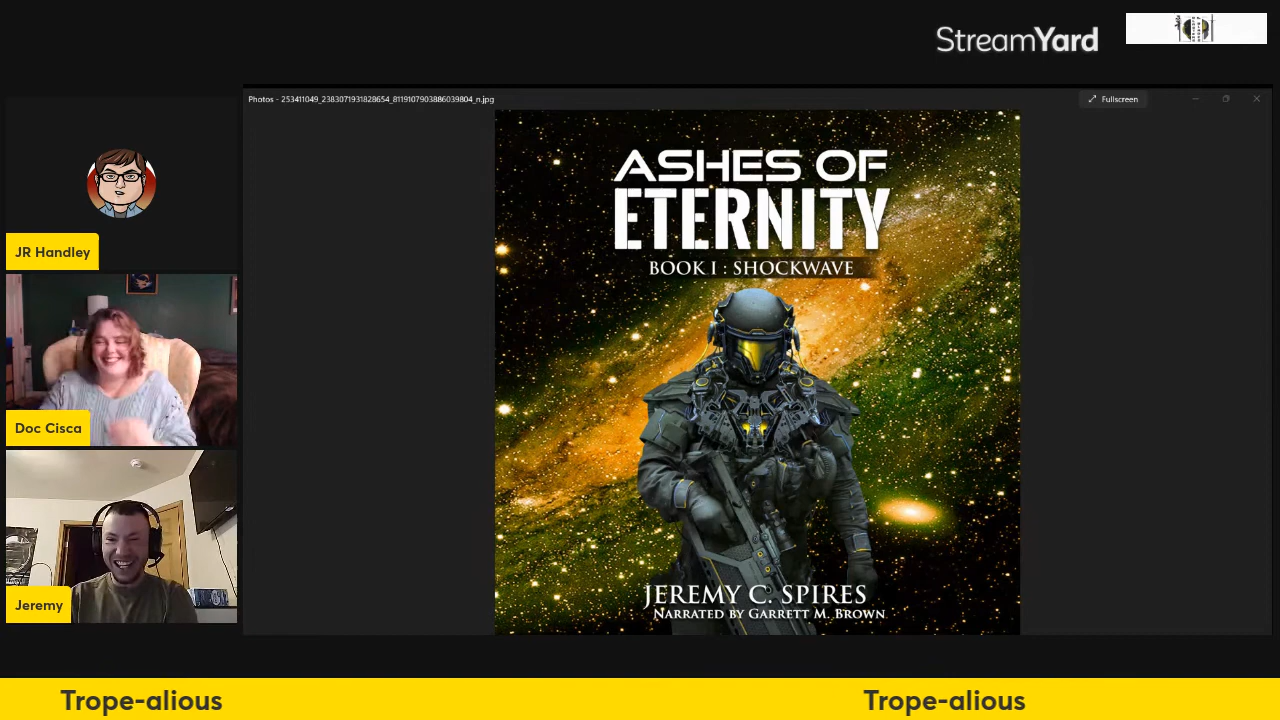 StreamYard
Photos - 253411049_2383071931828654_8119107903886039804_n.jpg
Fullscreen
ASHES OF
ETERNITY
BOOK I : SHOCKWAVE
JEREMY C. SPIRES
NARRATED BY GARRETT M. BROWN
JR Handley
Doc Cisca
Jeremy
Trope-alious
Trope-alious